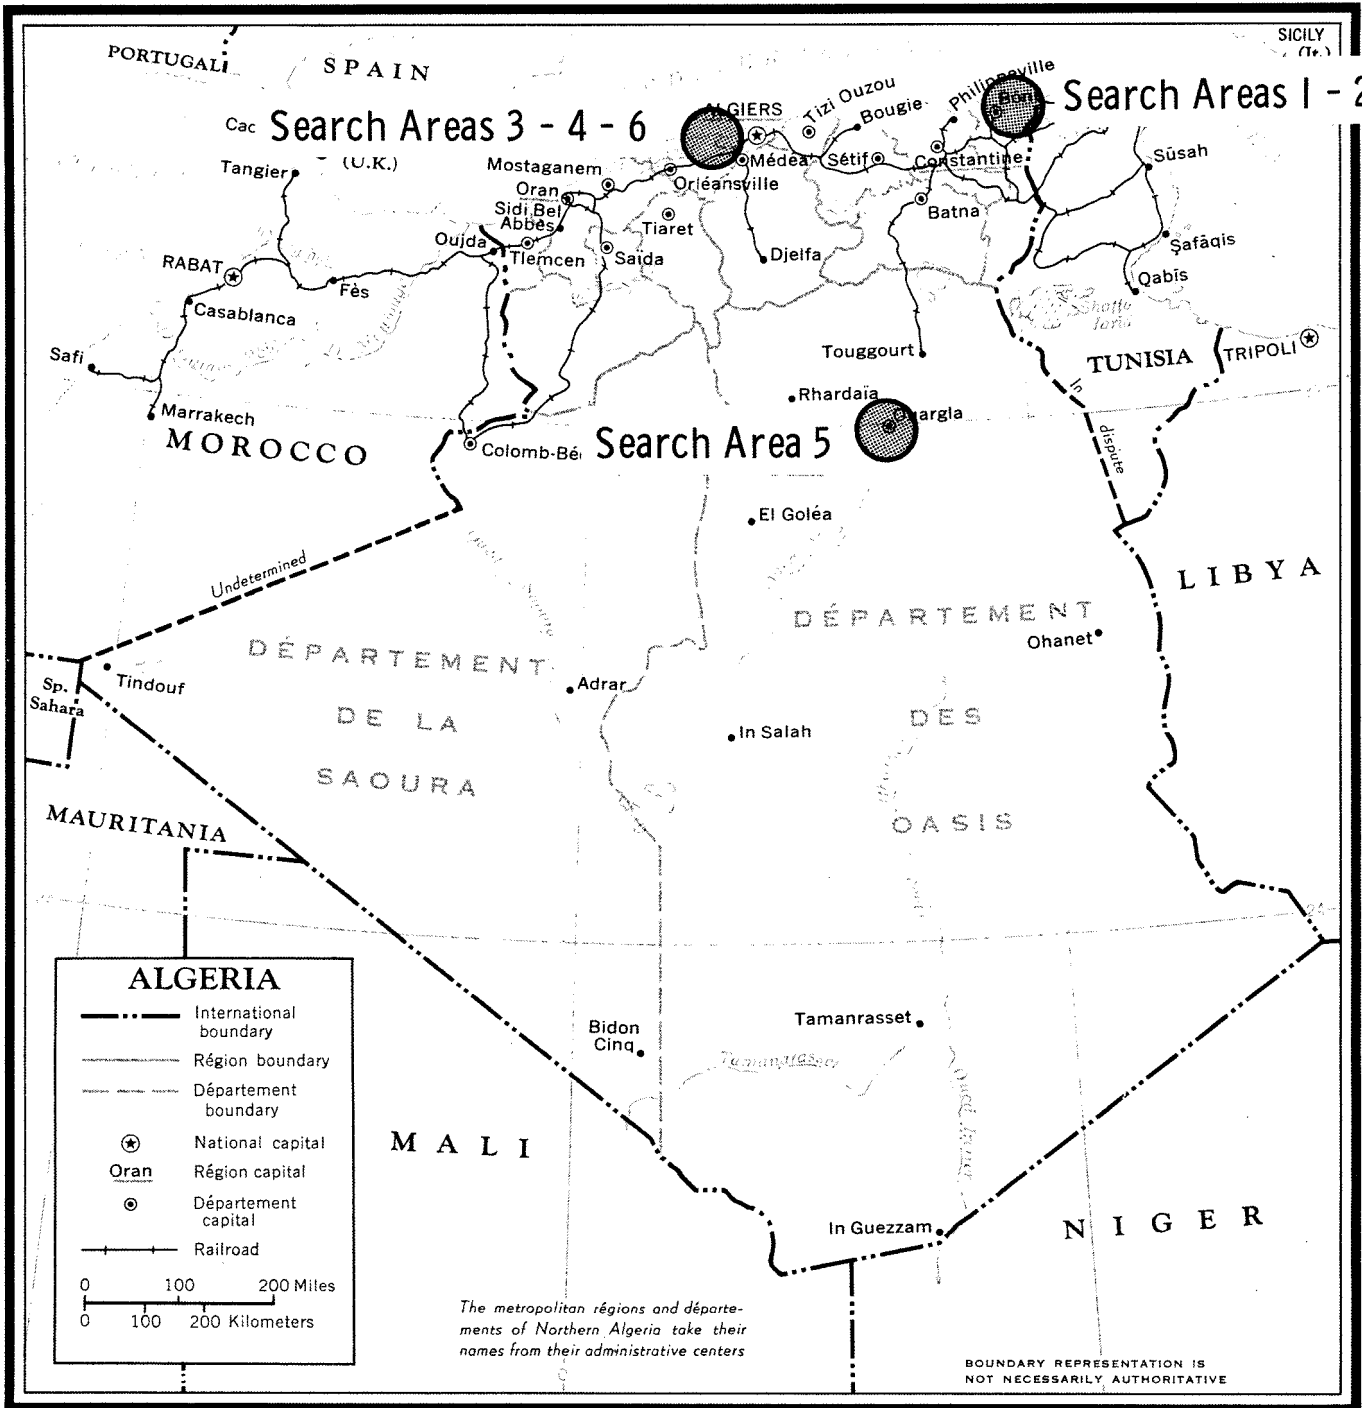 SICILY
(It.)
PORTUGAL
SPAIN
Search Areas 1 - 2
Search Areas 3 - 4 - 6
Cac
(U.K.)
ALGIERS
Tizi Ouzou
Bougie
Philippeville
Tangier
Mostaganem
Oran
Sidi Bel
Abbès
Orléansville
Médéa
Sétif
Constantine
Sūsah
Batna
Tiaret
Oujda
Tlemcen
Saïda
Djelfa
Şafāqis
Qabīs
RABAT
Fès
Casablanca
Safi
Marrakech
MOROCCO
Touggourt
TUNISIA
TRIPOLI
Rhardaïa
Ouargla
Search Area 5
Colomb-Bé
In
dispute
El Goléa
LIBYA
Undetermined
DÉPARTEMENT
DE LA
SAOURA
DÉPARTEMENT
DES
OASIS
Ohanet
Tindouf
Sp.
Sahara
Adrar
In Salah
MAURITANIA
Bidon
Cinq
Tamanrasset
Tamanrasset
MALI
In Guezzam
NIGER
ALGERIA
International
boundary
Région boundary
Département
boundary
National capital
Oran Région capital
Département
capital
Railroad
0 100 200 Miles
0 100 200 Kilometers
The metropolitan régions and départe-
ments of Northern Algeria take their
names from their administrative centers
BOUNDARY REPRESENTATION IS
NOT NECESSARILY AUTHORITATIVE